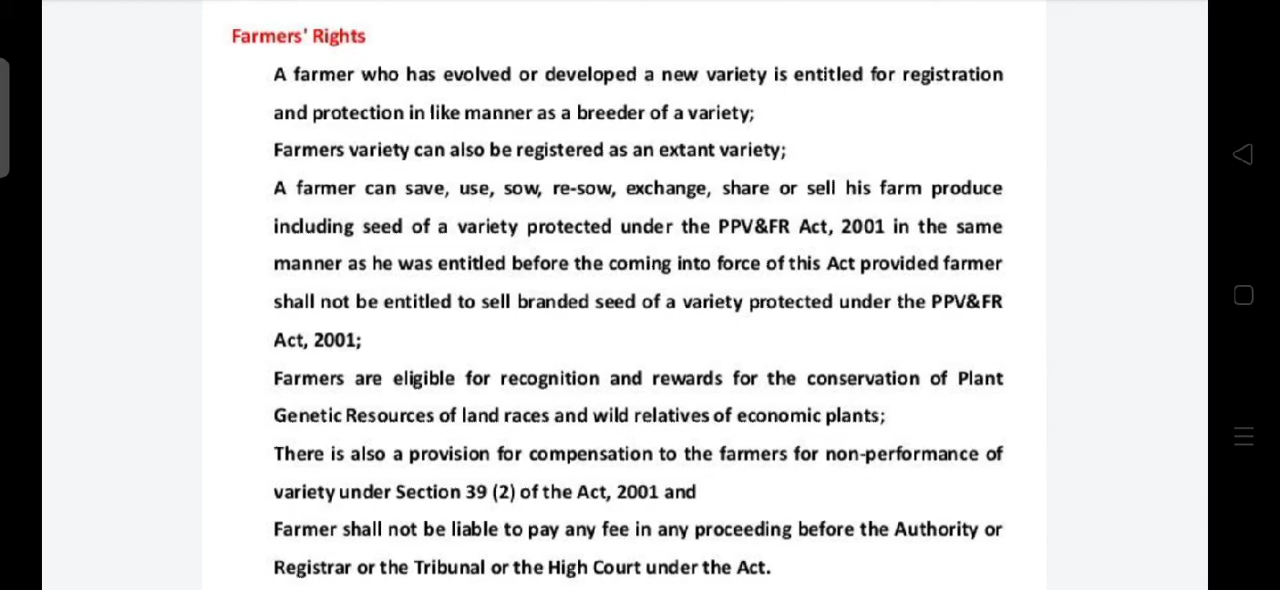 Farmers' Rights
A farmer who has evolved or developed a new variety is entitled for registration
and protection in like manner as a breeder of a variety;
Farmers variety can also be registered as an extant variety;
A farmer can save, use, sow, re-sow, exchange, share or sell his farm produce
including seed of a variety protected under the PPV&FR Act, 2001 in the same
manner as he was entitled before the coming into force of this Act provided farmer
shall not be entitled to sell branded seed of a variety protected under the PPV&FR
Act, 2001;
Farmers are eligible for recognition and rewards for the conservation of Plant
Genetic Resources of land races and wild relatives of economic plants;
There is also a provision for compensation to the farmers for non-performance of
variety under Section 39 (2) of the Act, 2001 and
Farmer shall not be liable to pay any fee in any proceeding before the Authority or
Registrar or the Tribunal or the High Court under the Act.